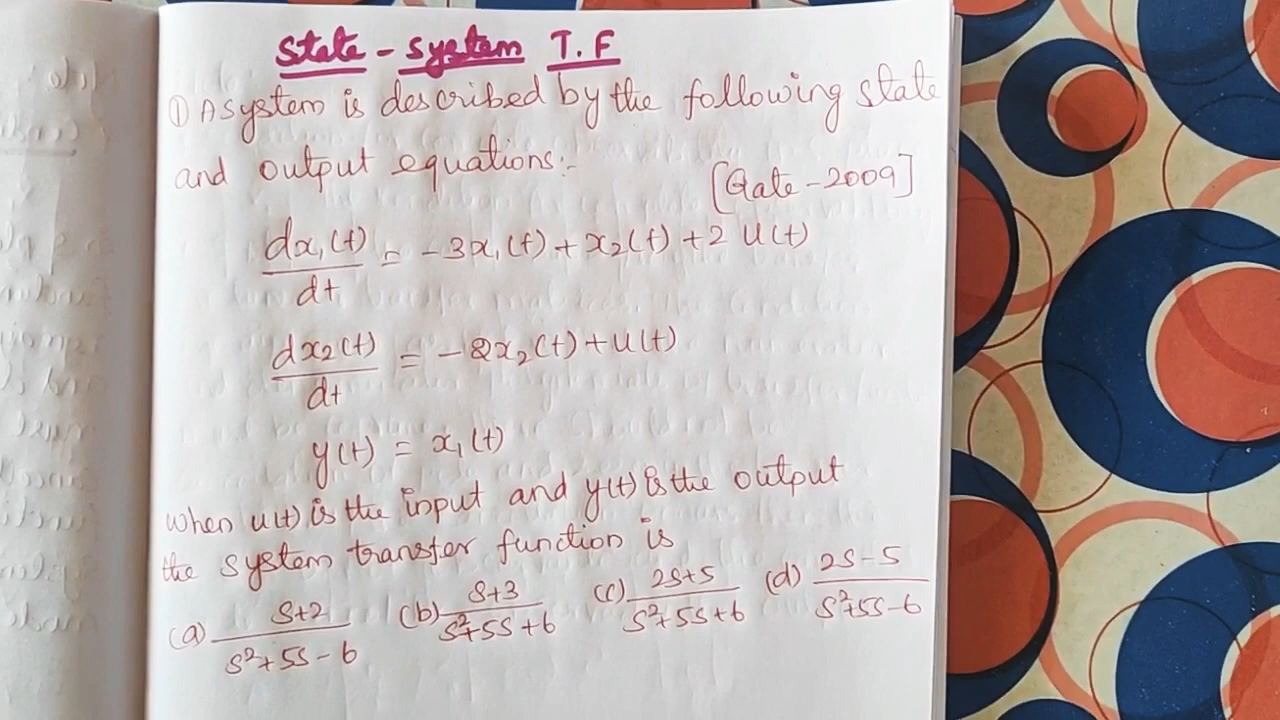 State - System T.F
① A system is described by the following state
and output equations:-
[Gate - 2009]
dx₁(t)/dt = -3x₁(t) + x₂(t) + 2 u(t)
dx₂(t)/dt = -2x₂(t) + u(t)
y(t) = x₁(t)
when u(t) is the input and y(t) is the output
the system transfer function is
(a) s+2/s²+5s-6 (b) s+3/s²+5s+6 (c) 2s+5/s²+5s+6 (d) 2s-5/s²+5s-6